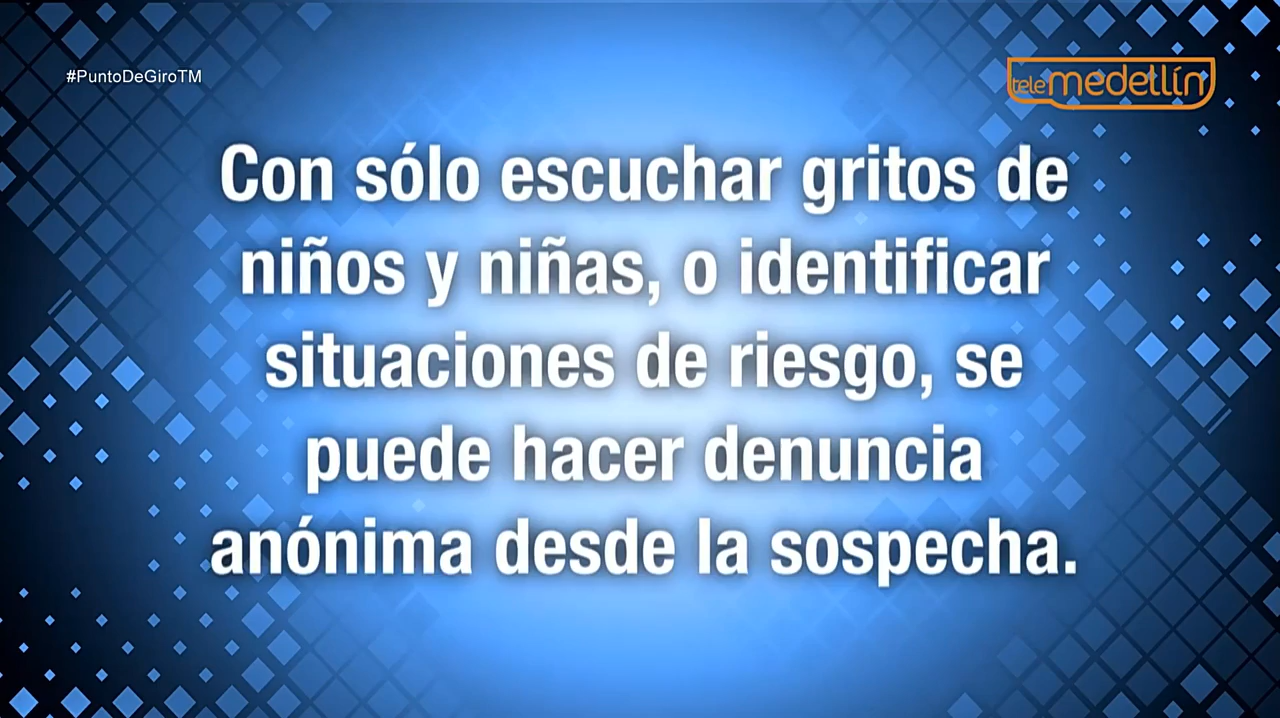 #PuntoDeGiroTM
telemedellín
Con sólo escuchar gritos de
niños y niñas, o identificar
situaciones de riesgo, se
puede hacer denuncia
anónima desde la sospecha.